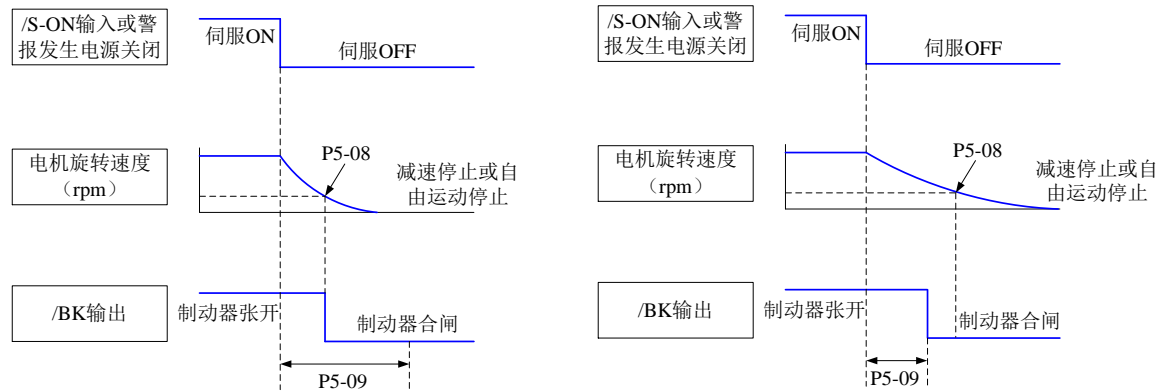 /S-ON输入或警
报发生电源关闭
伺服ON
伺服OFF
电机旋转速度
（rpm）
P5-08
减速停止或自
由运动停止
/BK输出
制动器张开
制动器合闸
P5-09
/S-ON输入或警
报发生电源关闭
伺服ON
伺服OFF
电机旋转速度
（rpm）
P5-08
减速停止或自
由运动停止
/BK输出
制动器张开
制动器合闸
P5-09